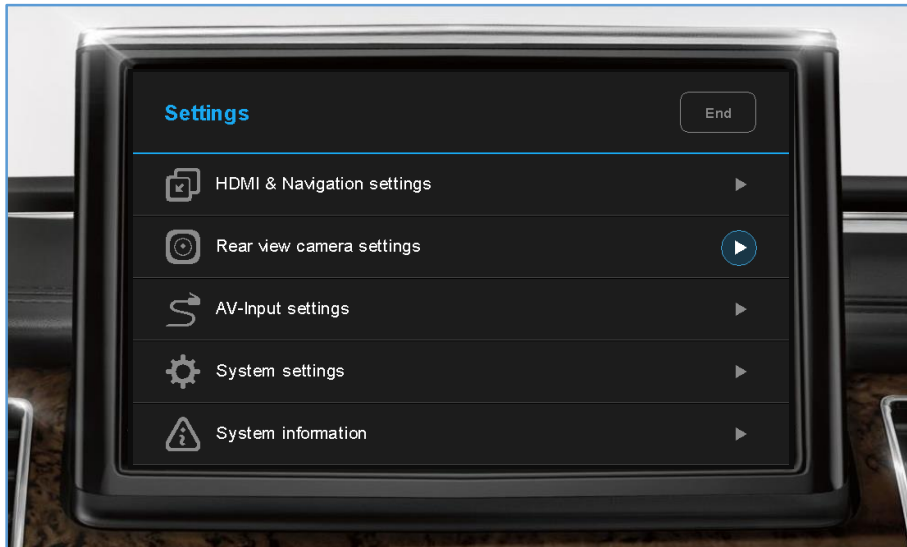 Settings
End
HDMI & Navigation settings
Rear view camera settings
AV-Input settings
System settings
System information